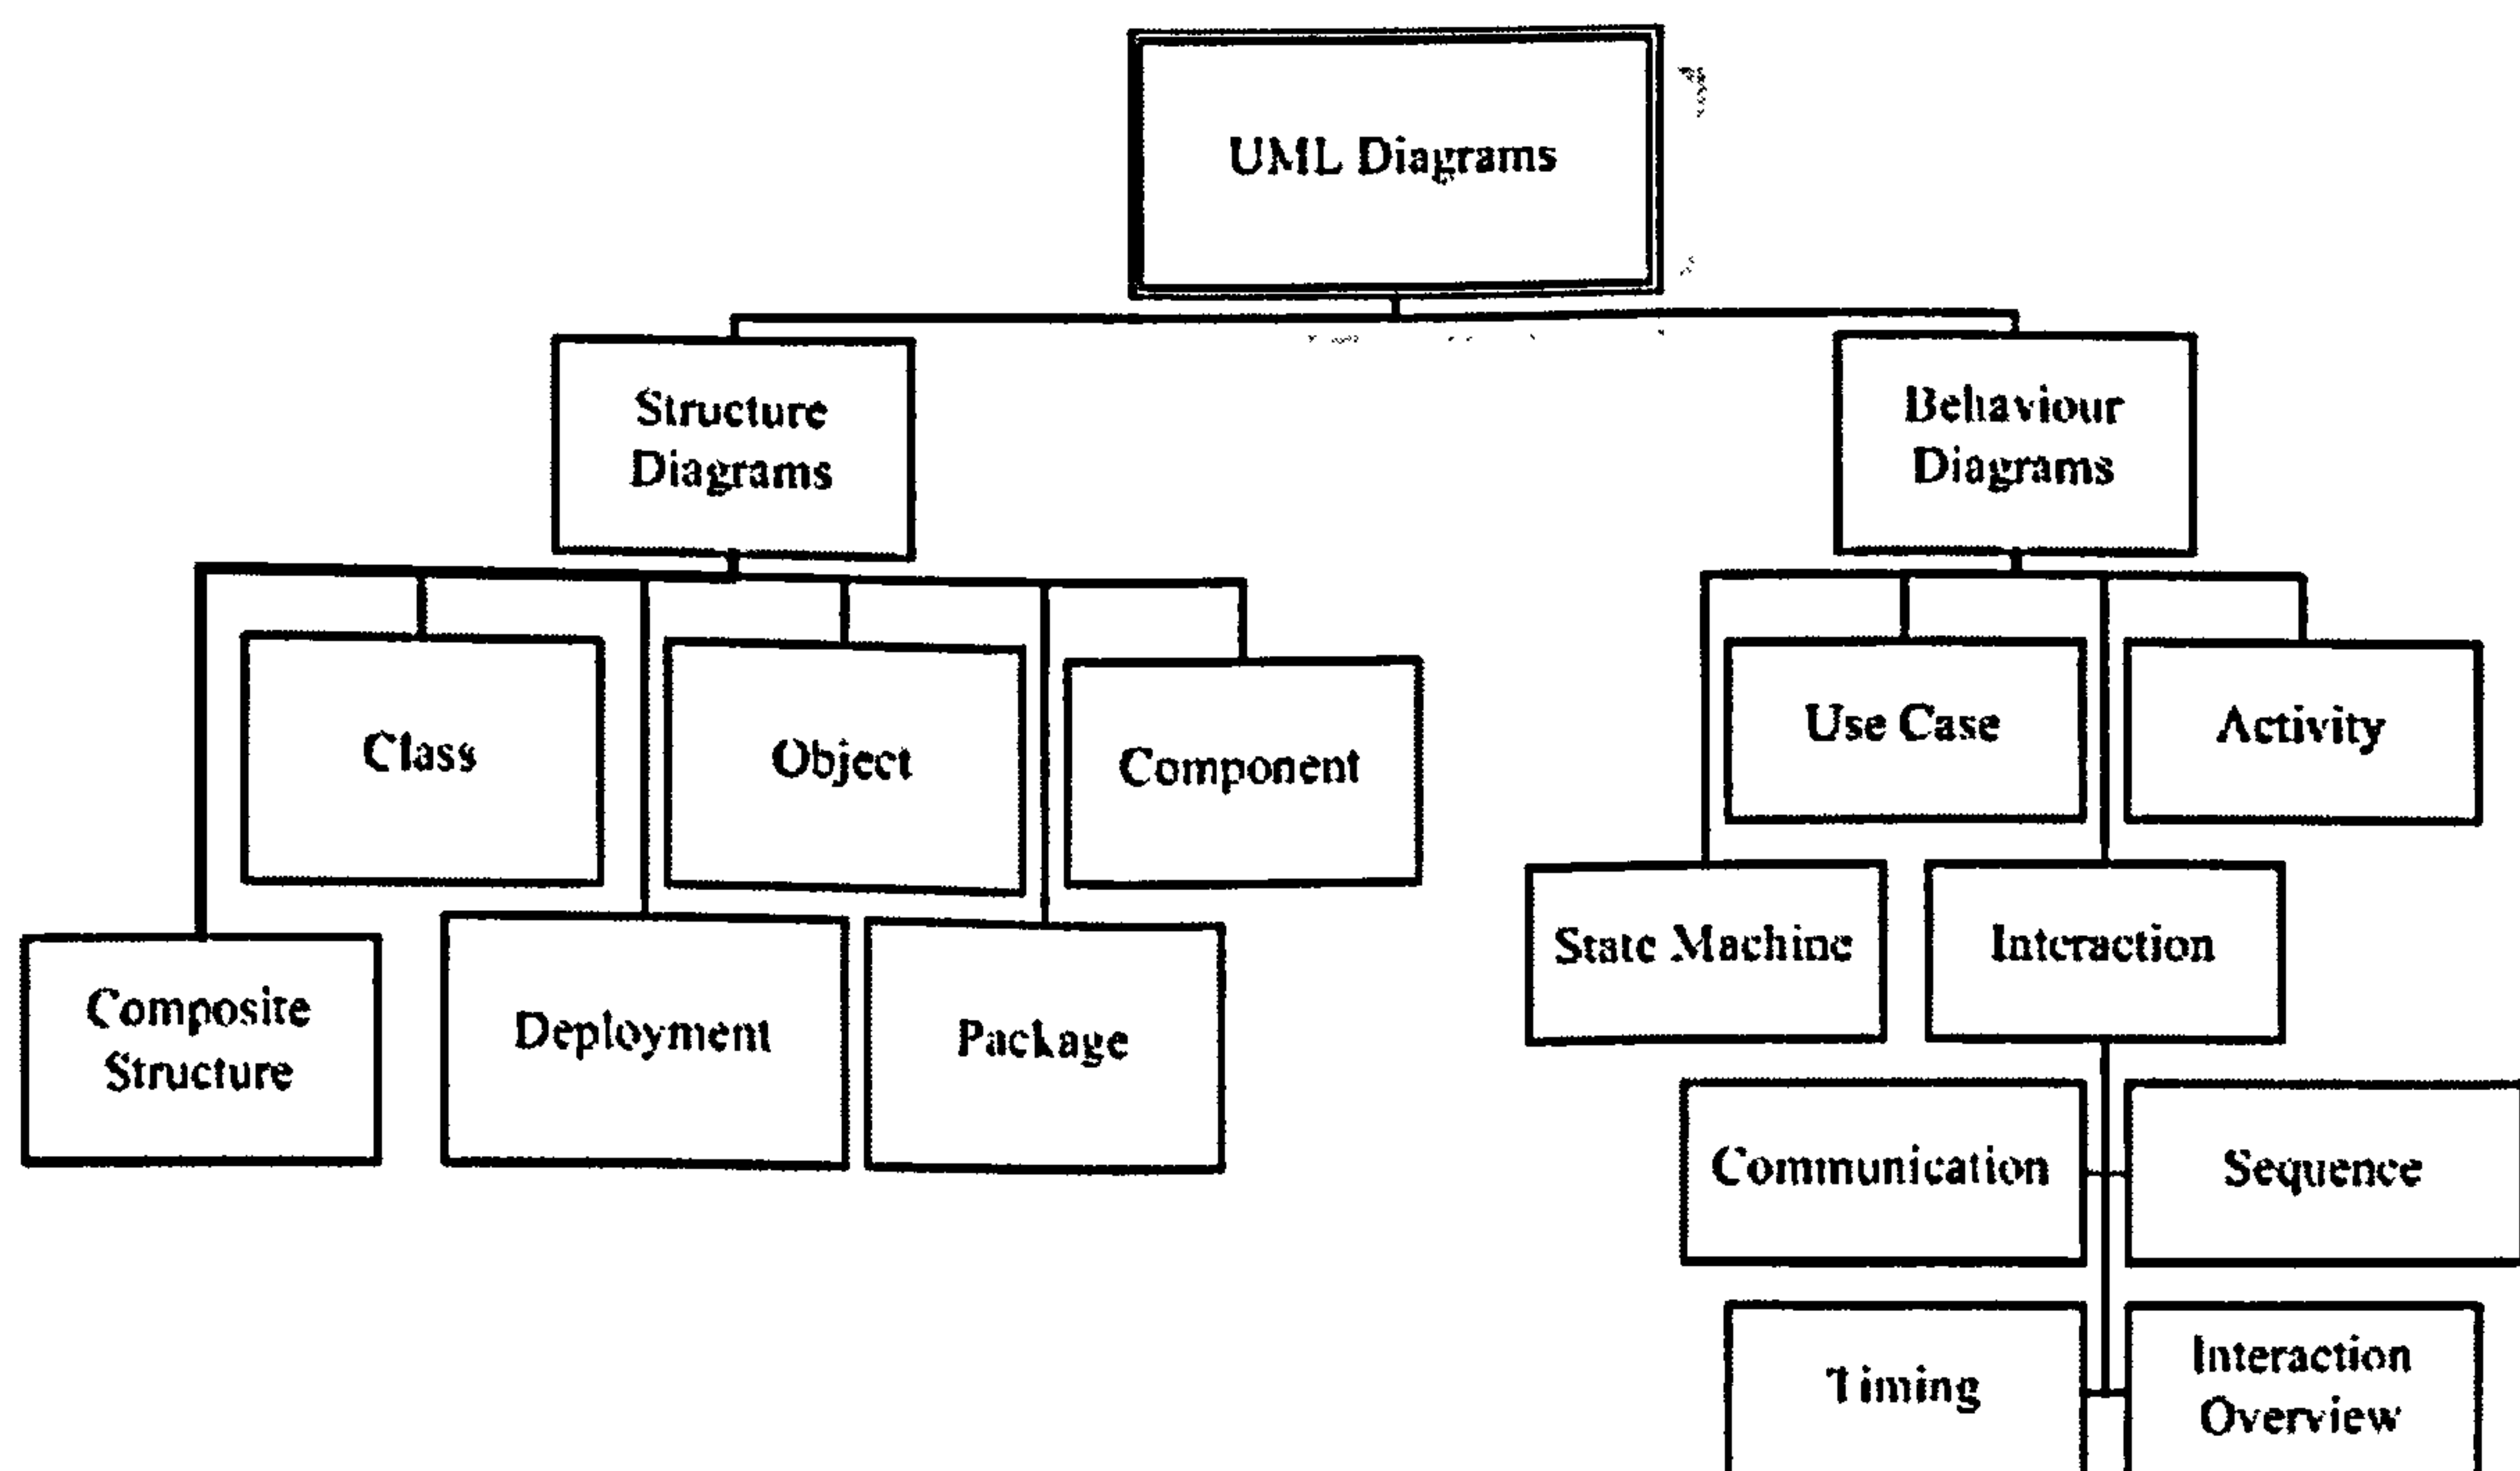 UML Diagrams
Structure
Diagrams
Behaviour
Diagrams
Class
Object
Component
Use Case
Activity
Composite
Structure
Deployment
Package
State Machine
Interaction
Communication
Sequence
Timing
Interaction
Overview